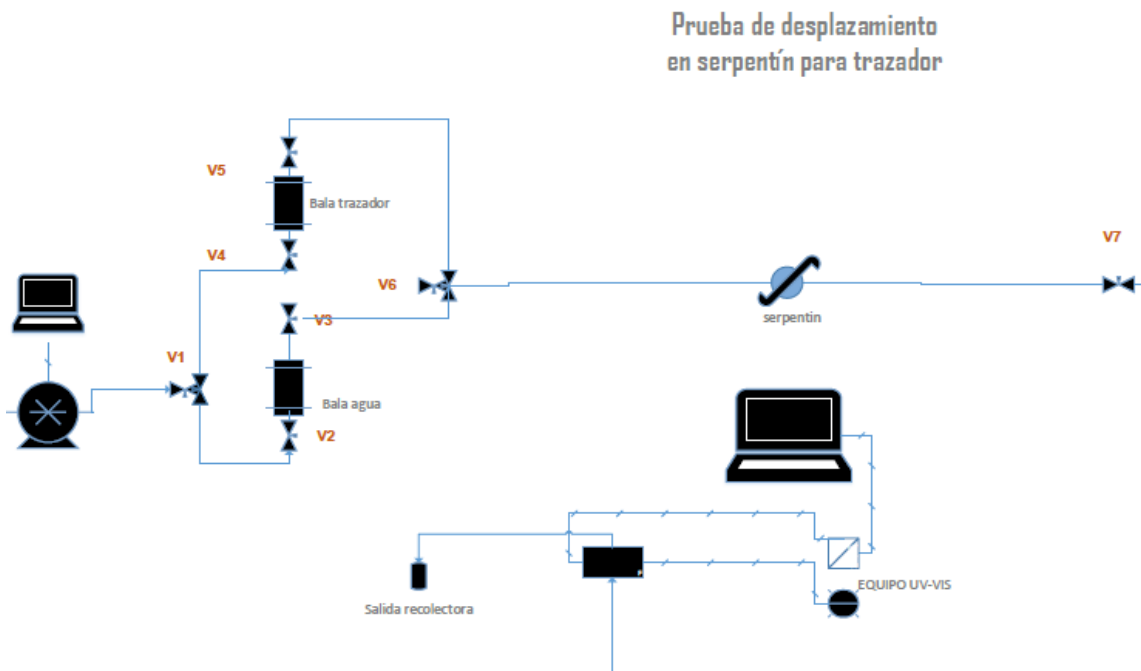 Prueba de desplazamiento
en serpentín para trazador
V5
Bala trazador
V4
V7
V6
V3
serpentin
V1
Bala agua
V2
EQUIPO UV-VIS
Salida recolectora